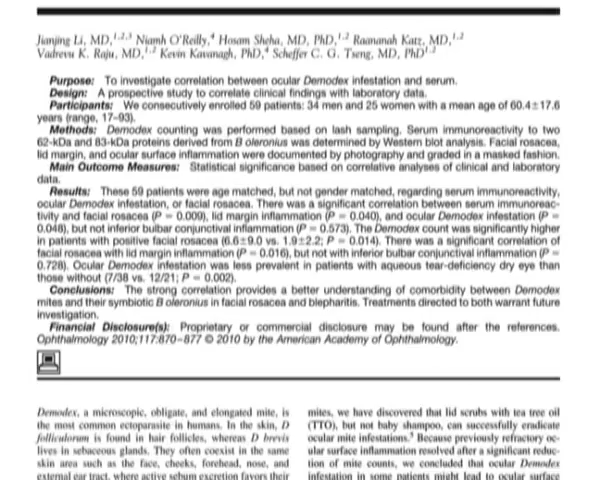 Jianjing Li, MD,1,2,3 Niamh O'Reilly,4 Hosam Sheha, MD, PhD,1,2 Raananah Katz, MD,1,2
Vadrevu K. Raju, MD,1,2 Kevin Kavanagh, PhD,4 Scheffer C. G. Tseng, MD, PhD1,2
Purpose: To investigate correlation between ocular Demodex infestation and serum.
Design: A prospective study to correlate clinical findings with laboratory data.
Participants: We consecutively enrolled 59 patients: 34 men and 25 women with a mean age of 60.4±17.6
years (range, 17–93).
Methods: Demodex counting was performed based on lash sampling. Serum immunoreactivity to two
62-kDa and 83-kDa proteins derived from B oleronius was determined by Western blot analysis. Facial rosacea,
lid margin, and ocular surface inflammation were documented by photography and graded in a masked fashion.
Main Outcome Measures: Statistical significance based on correlative analyses of clinical and laboratory
data.
Results: These 59 patients were age matched, but not gender matched, regarding serum immunoreactivity,
ocular Demodex infestation, or facial rosacea. There was a significant correlation between serum immunoreac-
tivity and facial rosacea (P = 0.009), lid margin inflammation (P = 0.040), and ocular Demodex infestation (P =
0.048), but not inferior bulbar conjunctival inflammation (P = 0.573). The Demodex count was significantly higher
in patients with positive facial rosacea (6.6±9.0 vs. 1.9±2.2; P = 0.014). There was a significant correlation of
facial rosacea with lid margin inflammation (P = 0.016), but not with inferior bulbar conjunctival inflammation (P =
0.728). Ocular Demodex infestation was less prevalent in patients with aqueous tear-deficiency dry eye than
those without (7/38 vs. 12/21; P = 0.002).
Conclusions: The strong correlation provides a better understanding of comorbidity between Demodex
mites and their symbiotic B oleronius in facial rosacea and blepharitis. Treatments directed to both warrant future
investigation.
Financial Disclosure(s): Proprietary or commercial disclosure may be found after the references.
Ophthalmology 2010;117:870–877 © 2010 by the American Academy of Ophthalmology.
Demodex, a microscopic, obligate, and elongated mite, is
the most common ectoparasite in humans. In the skin, D
folliculorum is found in hair follicles, whereas D brevis
lives in sebaceous glands. They often coexist in the same
skin area such as the face, cheeks, forehead, nose, and
external ear tract, where active sebum excretion favors their
mites, we have discovered that lid scrubs with tea tree oil
(TTO), but not baby shampoo, can successfully eradicate
ocular mite infestations.5 Because previously refractory oc-
ular surface inflammation resolved after a significant reduc-
tion of mite counts, we concluded that ocular Demodex
infestation in some patients might lead to ocular surface